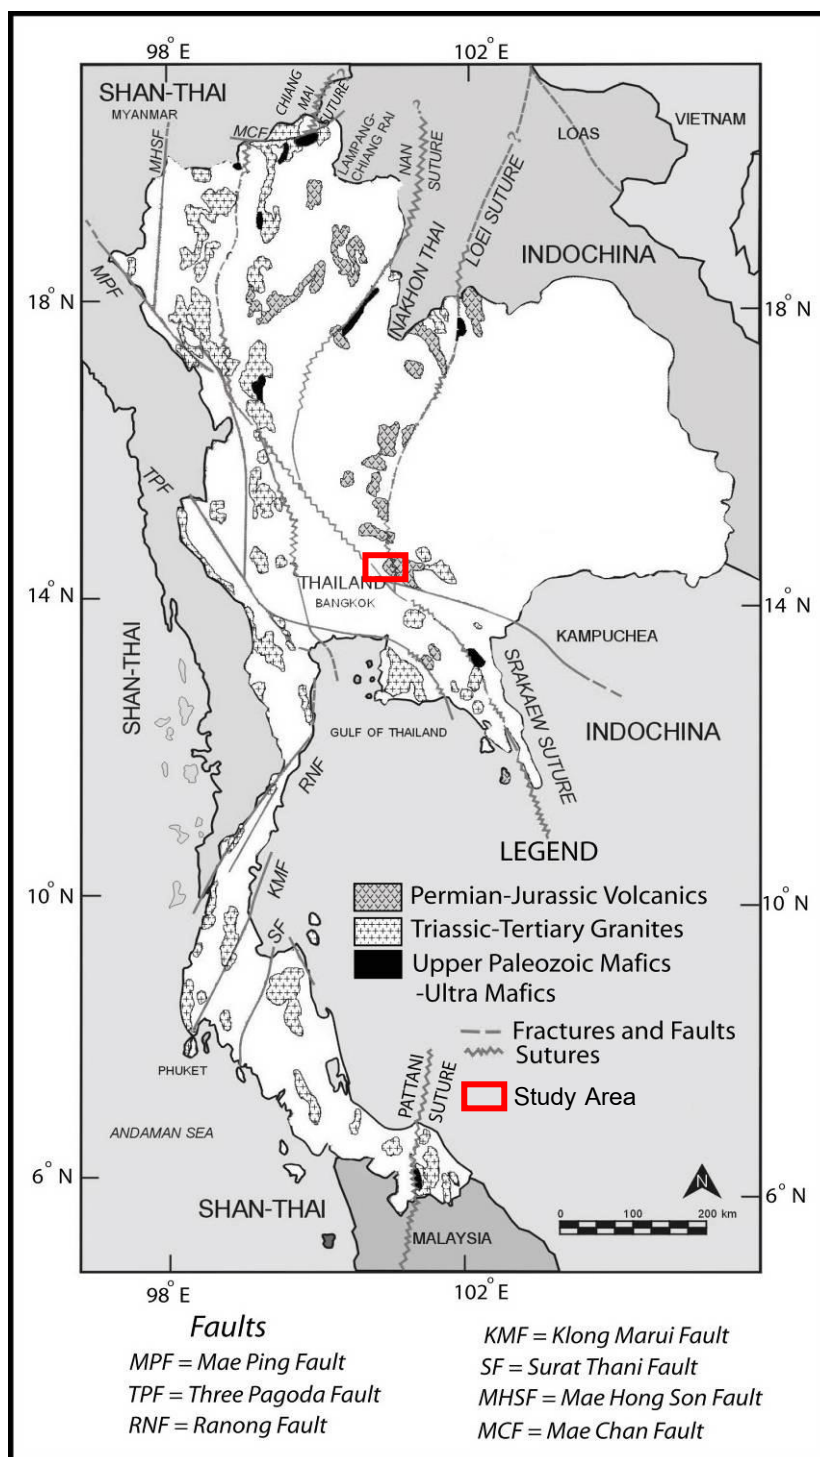 98° E
102° E
SHAN-THAI
MYANMAR
CHIANG
MAI
SUTURE
?
MCF
MHSF
LAMPANG-
CHIANG RAI
NAN
SUTURE
?
LOEI SUTURE
?
LOAS
VIETNAM
NAKHON THAI
INDOCHINA
MPF
18° N
18° N
TPF
THAILAND
BANGKOK
14° N
14° N
KAMPUCHEA
SHAN-THAI
SRAKAEW SUTURE
GULF OF THAILAND
INDOCHINA
RNF
KMF
SF
10° N
10° N
LEGEND
Permian-Jurassic Volcanics
Triassic-Tertiary Granites
Upper Paleozoic Mafics
-Ultra Mafics
Fractures and Faults
Sutures
Study Area
PHUKET
PATTANI
SUTURE
ANDAMAN SEA
6° N
6° N
SHAN-THAI
MALAYSIA
N
0 100 200 km
98° E
102° E
Faults
MPF = Mae Ping Fault
TPF = Three Pagoda Fault
RNF = Ranong Fault
KMF = Klong Marui Fault
SF = Surat Thani Fault
MHSF = Mae Hong Son Fault
MCF = Mae Chan Fault